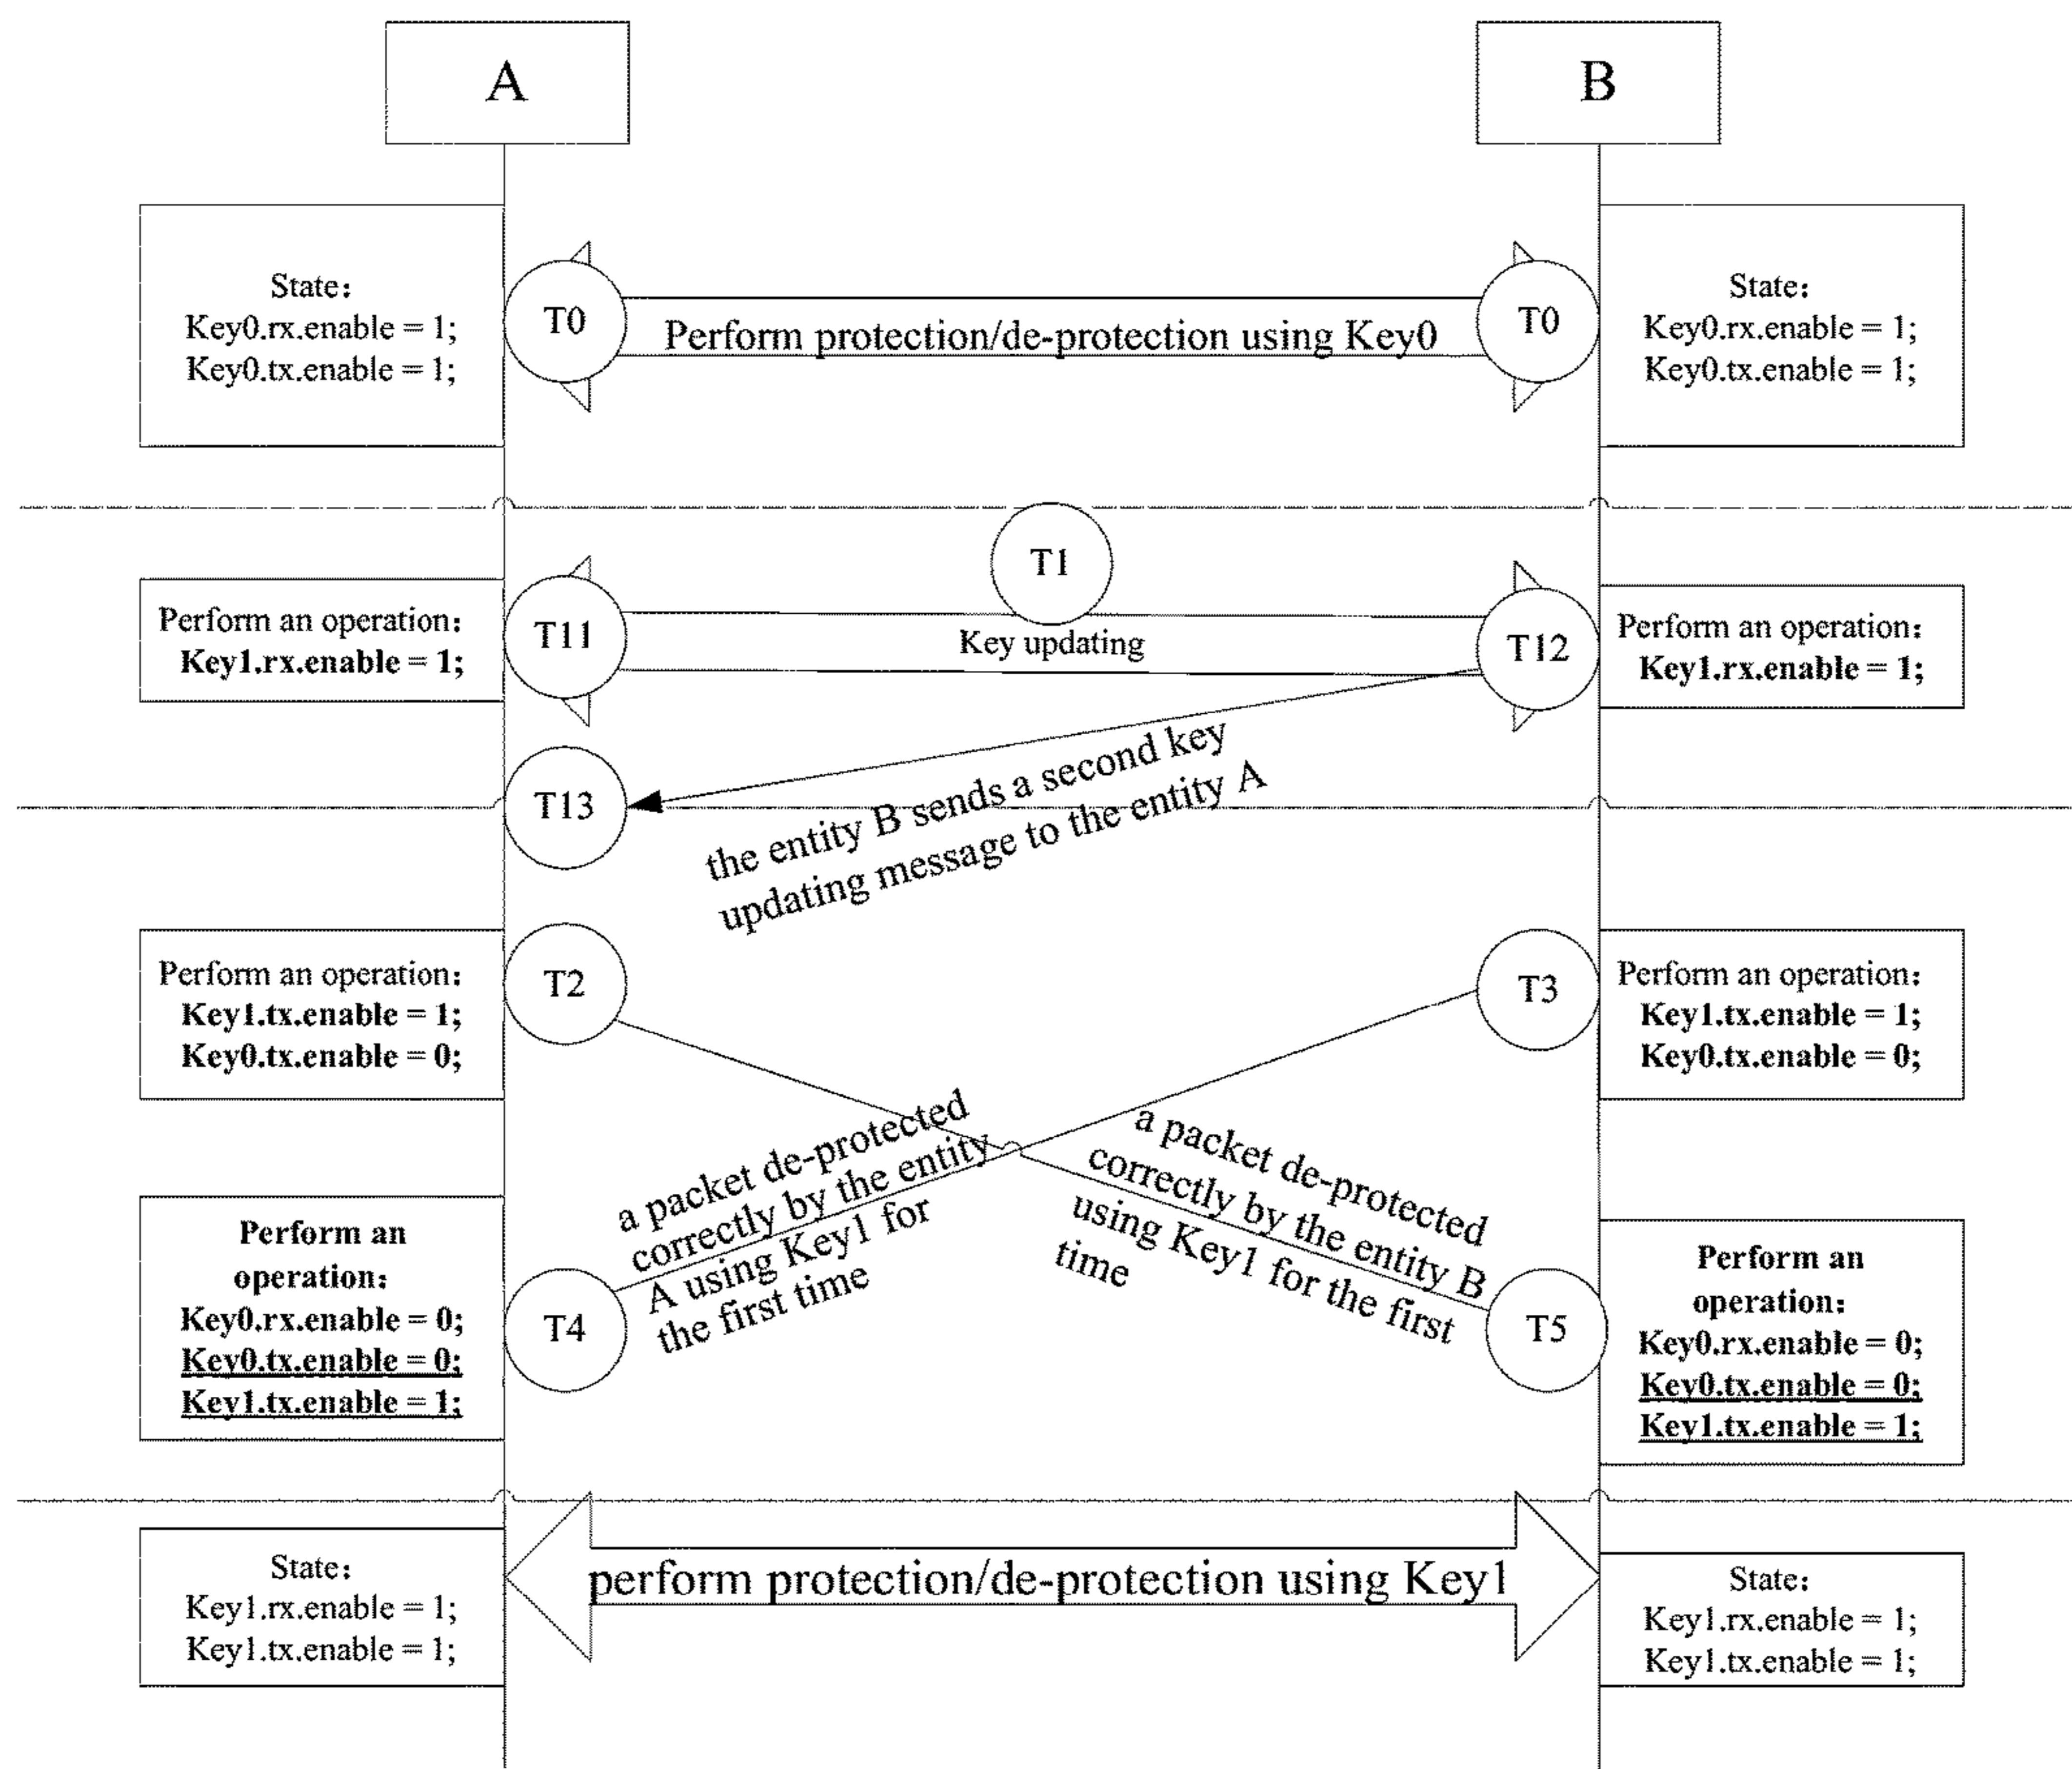 A
B
State:
Key0.rx.enable = 1;
Key0.tx.enable = 1;
T0
Perform protection/de-protection using Key0
T0
State:
Key0.rx.enable = 1;
Key0.tx.enable = 1;
T1
Perform an operation:
Key1.rx.enable = 1;
T11
Key updating
T12
Perform an operation:
Key1.rx.enable = 1;
T13
the entity B sends a second key
updating message to the entity A
Perform an operation:
Key1.tx.enable = 1;
Key0.tx.enable = 0;
T2
T3
Perform an operation:
Key1.tx.enable = 1;
Key0.tx.enable = 0;
Perform an
operation:
Key0.rx.enable = 0;
Key0.tx.enable = 0;
Key1.tx.enable = 1;
T4
a packet de-protected
correctly by the entity
A using Key1 for
the first time
a packet de-protected
correctly by the entity B
using Key1 for the first
time
T5
Perform an
operation:
Key0.rx.enable = 0;
Key0.tx.enable = 0;
Key1.tx.enable = 1;
State:
Key1.rx.enable = 1;
Key1.tx.enable = 1;
perform protection/de-protection using Key1
State:
Key1.rx.enable = 1;
Key1.tx.enable = 1;